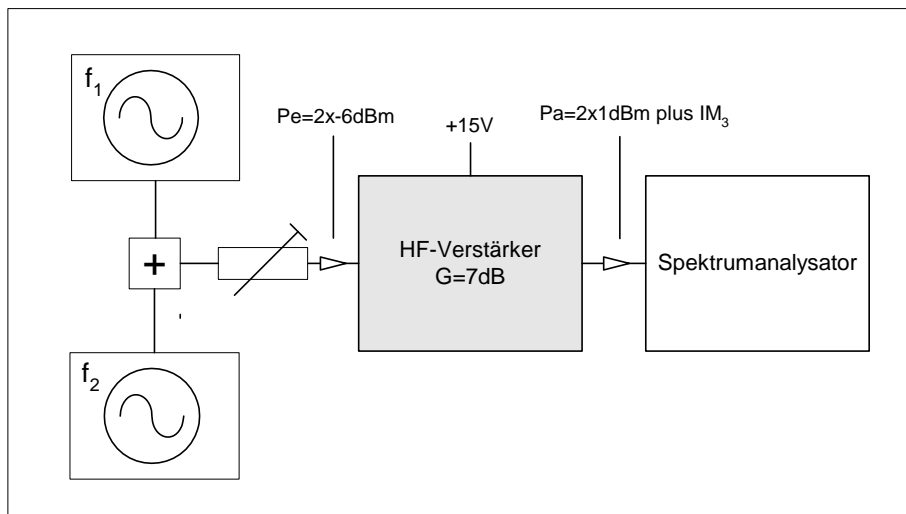 f₁
Pe=2x-6dBm
+15V
Pa=2x1dBm plus IM₃
+
HF-Verstärker
G=7dB
Spektrumanalysator
f₂